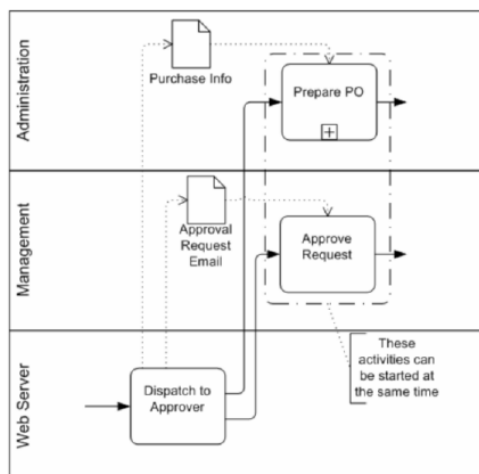 Administration
Purchase Info
Prepare PO
Management
Approval
Request
Email
Approve
Request
Web Server
Dispatch to
Approver
These
activities can
be started at
the same time